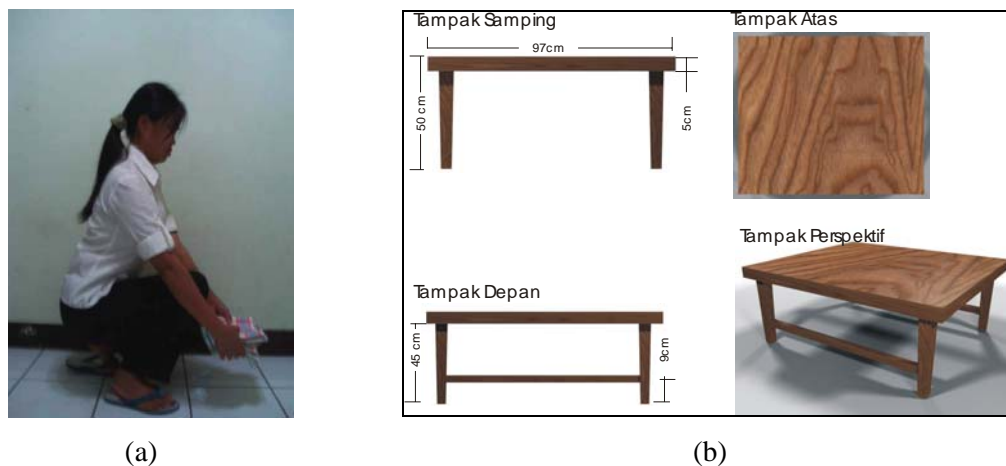 Tampak Samping
97cm
50 cm
5cm
Tampak Atas
Tampak Depan
45 cm
9cm
Tampak Perspektif
(a)
(b)